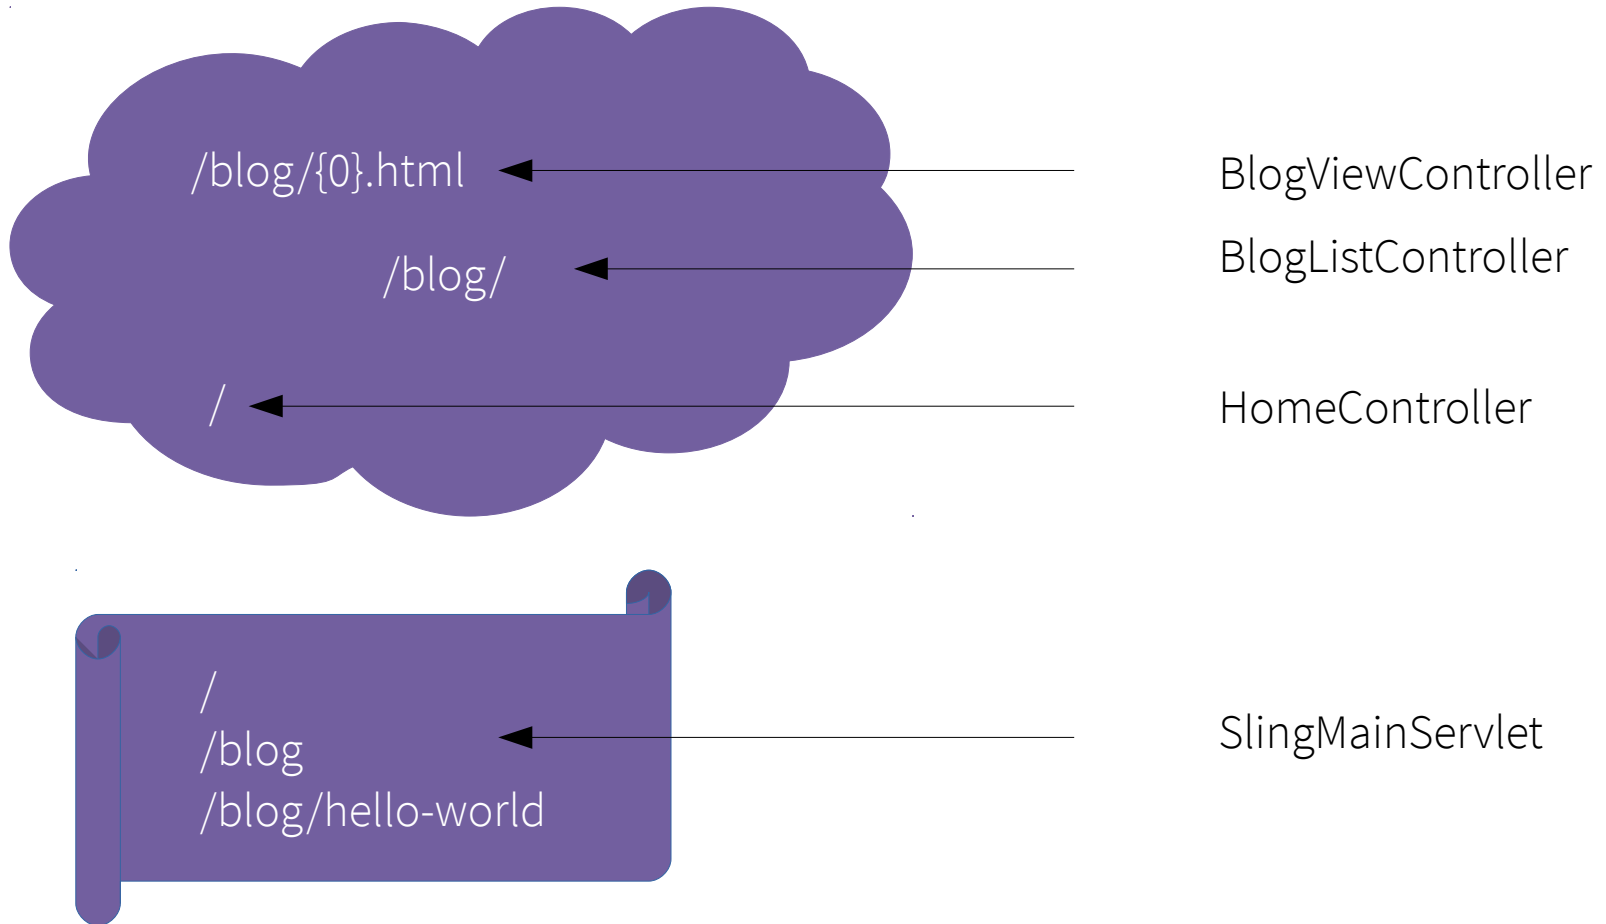 /blog/{0}.html
BlogViewController
/blog/
BlogListController
/
HomeController
/
/blog
/blog/hello-world
SlingMainServlet